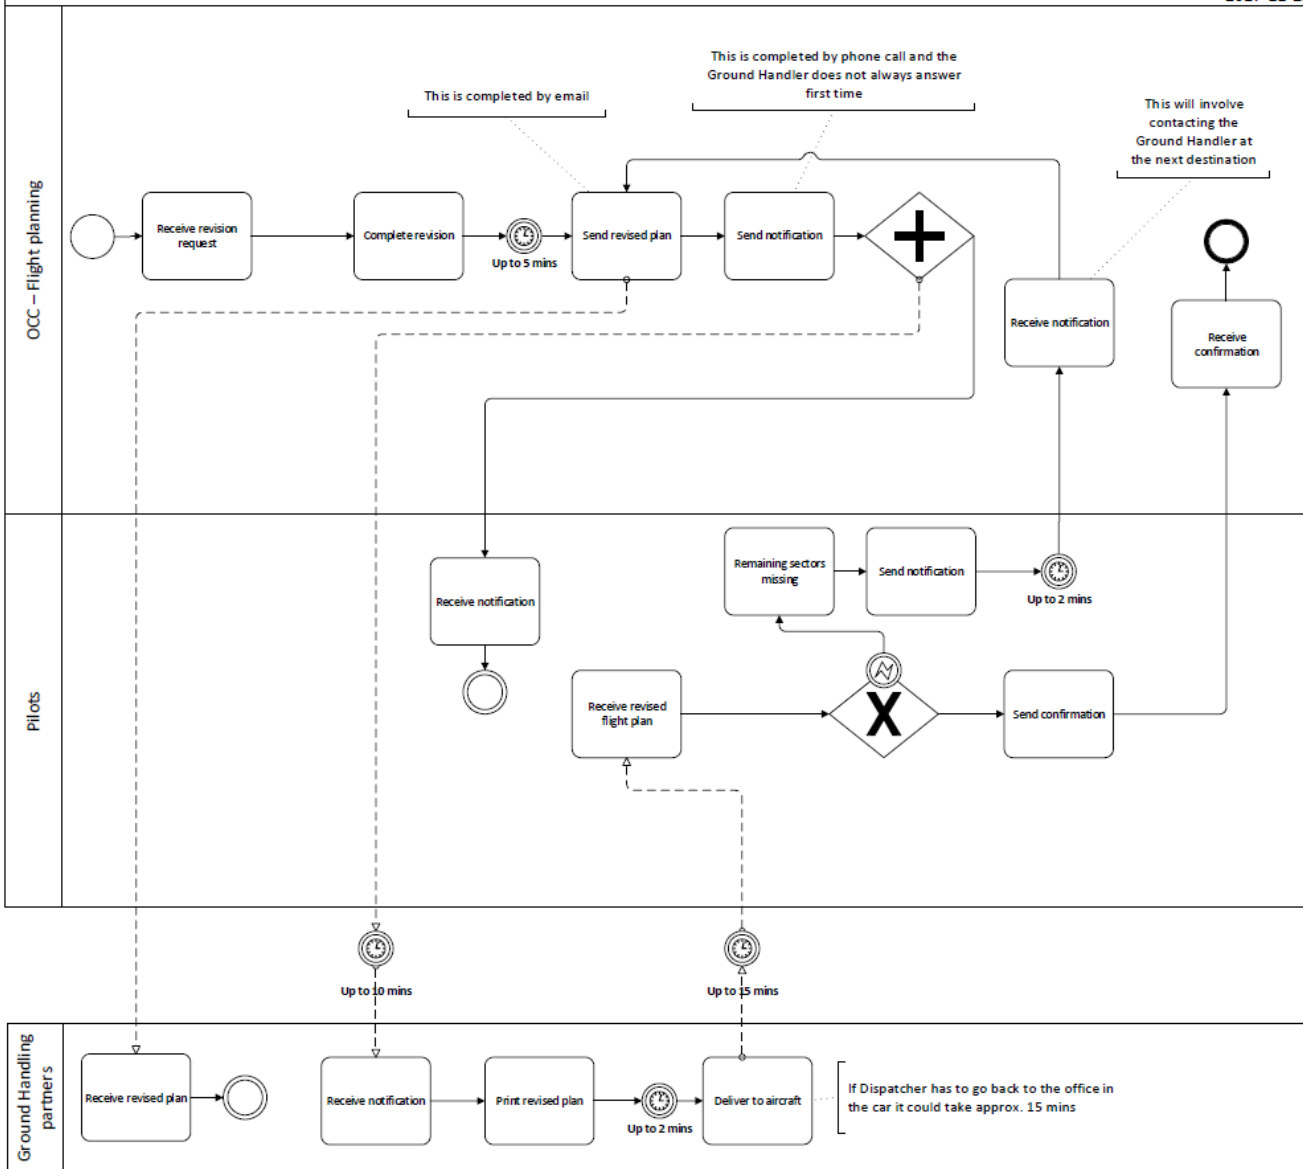 This is completed by phone call and the
Ground Handler does not always answer
first time
This is completed by email
This will involve
contacting the
Ground Handler at
the next destination
OCC – Flight planning
Receive revision
request
Complete revision
Up to 5 mins
Send revised plan
Send notification
Receive notification
Receive
confirmation
Pilots
Remaining sectors
missing
Send notification
Up to 2 mins
Receive notification
Receive revised
flight plan
X
Send confirmation
Up to 10 mins
Up to 15 mins
Ground Handling
partners
Receive revised plan
Receive notification
Print revised plan
Up to 2 mins
Deliver to aircraft
If Dispatcher has to go back to the office in
the car it could take approx. 15 mins